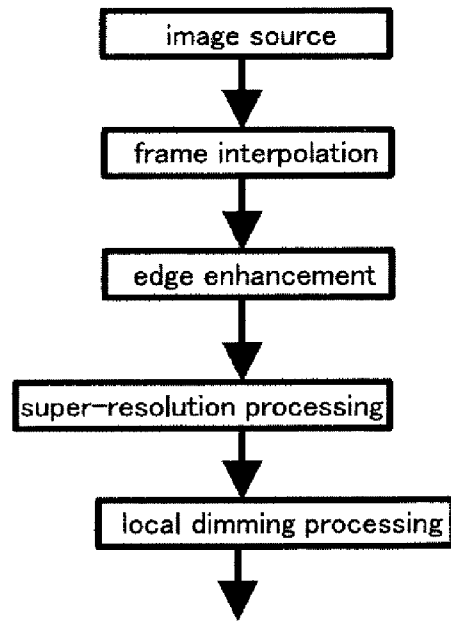 image source
frame interpolation
edge enhancement
super-resolution processing
local dimming processing